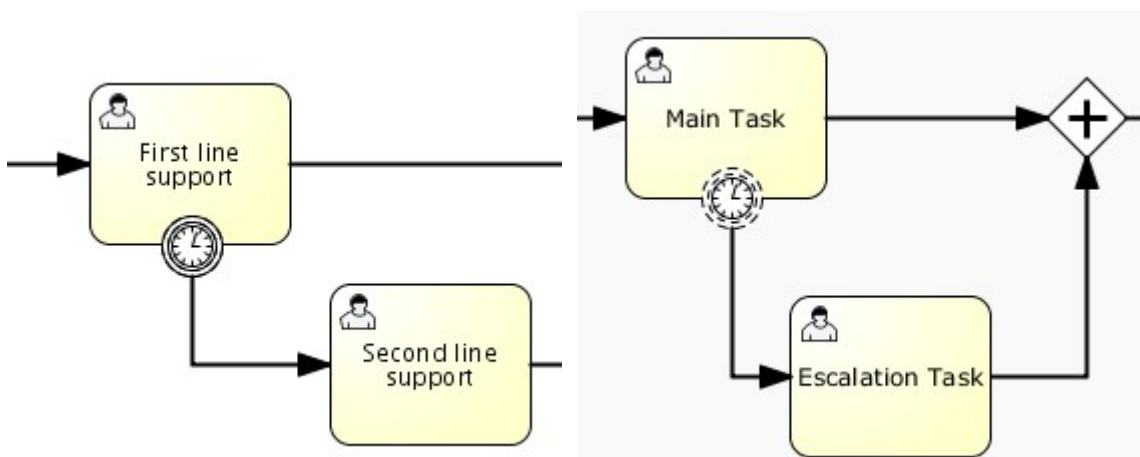 First line
support
Second line
support
Main Task
Escalation Task